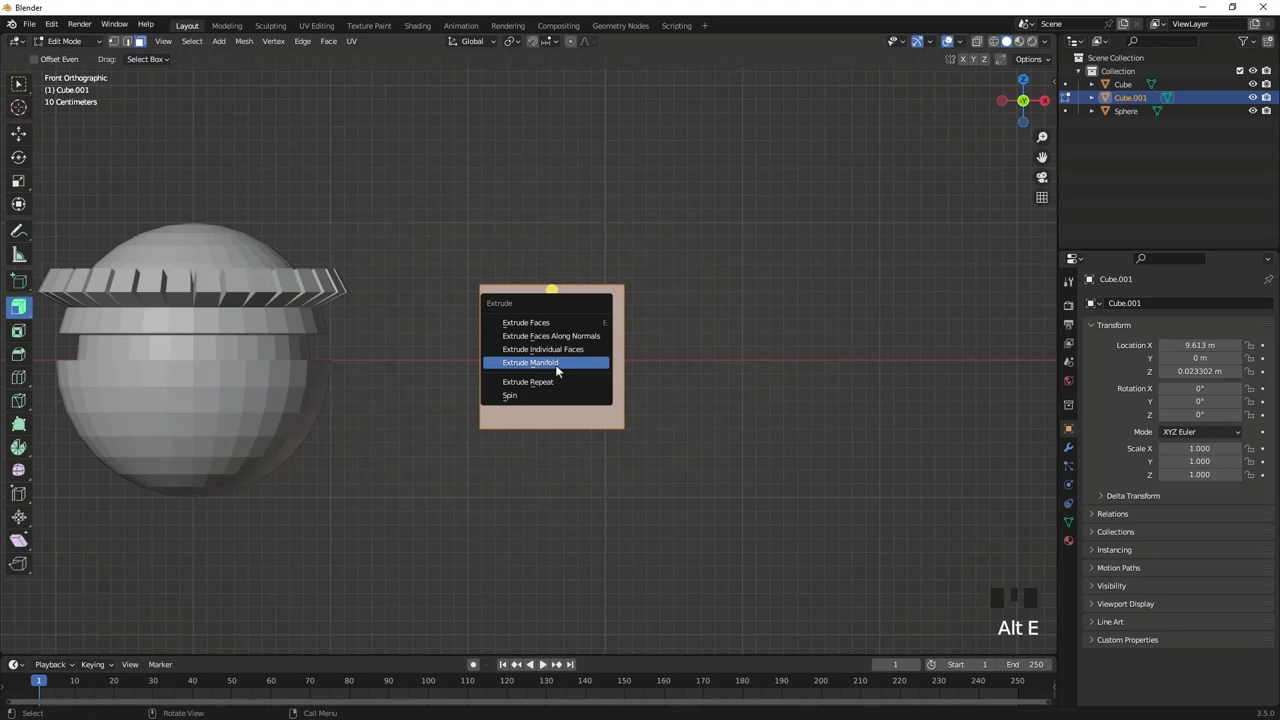 Blender
File Edit Render Window Help
Layout Modeling Sculpting UV Editing Texture Paint Shading Animation Rendering Compositing Geometry Nodes Scripting +
Scene
ViewLayer
Edit Mode
View Select Add Mesh Vertex Edge Face UV
Global
Offset Even Drag: Select Box
X Y Z
Options
Front Orthographic
(1) Cube.001
10 Centimeters
Z
-Y
X
Scene Collection
Collection
Cube
Cube.001
Sphere
Extrude
Extrude Faces E
Extrude Faces Along Normals
Extrude Individual Faces
Extrude Manifold
Extrude Repeat
Spin
Cube.001
Cube.001
Transform
Location X 9.613 m
Y 0 m
Z 0.023302 m
Rotation X 0°
Y 0°
Z 0°
Mode XYZ Euler
Scale X 1.000
Y 1.000
Z 1.000
Delta Transform
Relations
Collections
Instancing
Motion Paths
Visibility
Viewport Display
Line Art
Custom Properties
Alt E
Playback Keying View Marker
1
Start 1
End 250
1 10 20 30 40 50 60 70 80 90 100 110 120 130 140 150 160 170 180 190 200 210 220 230 240 250
Select Rotate View Call Menu
3.5.0